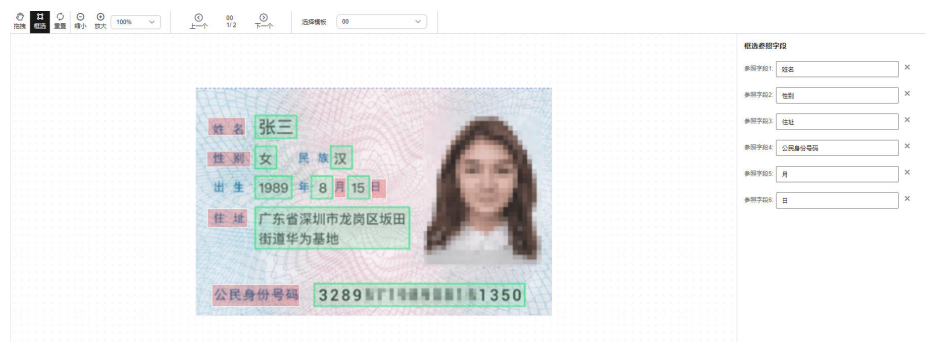 拖拽 框选 重置 缩小 放大 100% 上一个 00 1/2 下一个 选择模板 00
框选参照字段
参照字段1: 姓名
参照字段2: 性别
参照字段3: 住址
参照字段4: 公民身份号码
参照字段5: 月
参照字段6: 日
姓名 张三
性别 女 民族 汉
出生 1989 年 8 月 15 日
住址 广东省深圳市龙岗区坂田
街道华为基地
公民身份号码 3289 1350